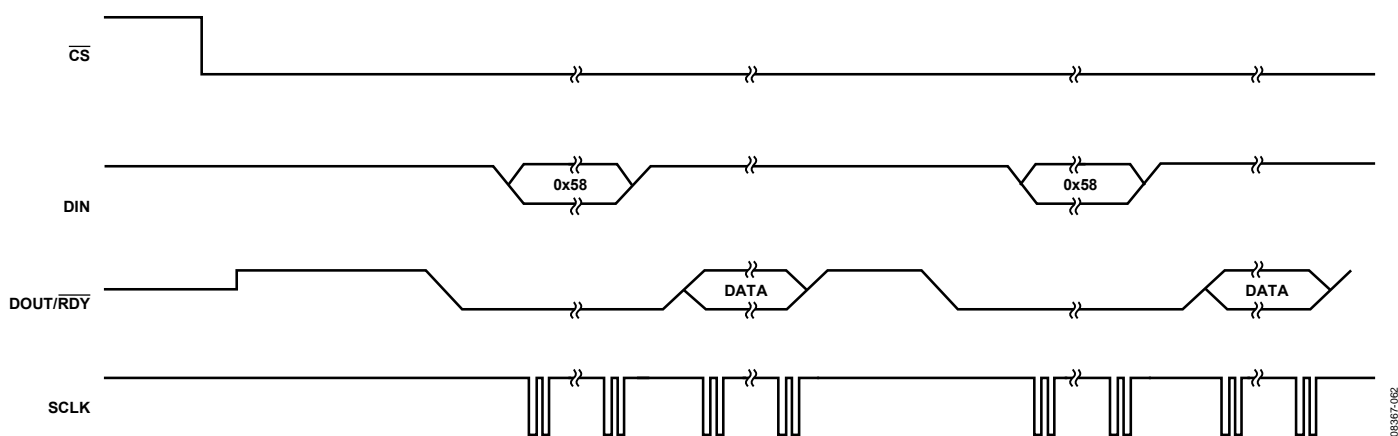 CS
DIN
0x58
0x58
DOUT/RDY
DATA
DATA
SCLK
08367-062